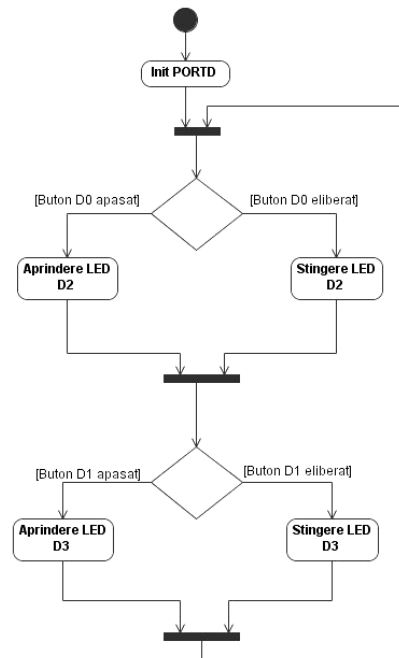 Init PORTD
[Buton D0 apasat]
[Buton D0 eliberat]
Aprindere LED
D2
Stingere LED
D2
[Buton D1 apasat]
[Buton D1 eliberat]
Aprindere LED
D3
Stingere LED
D3